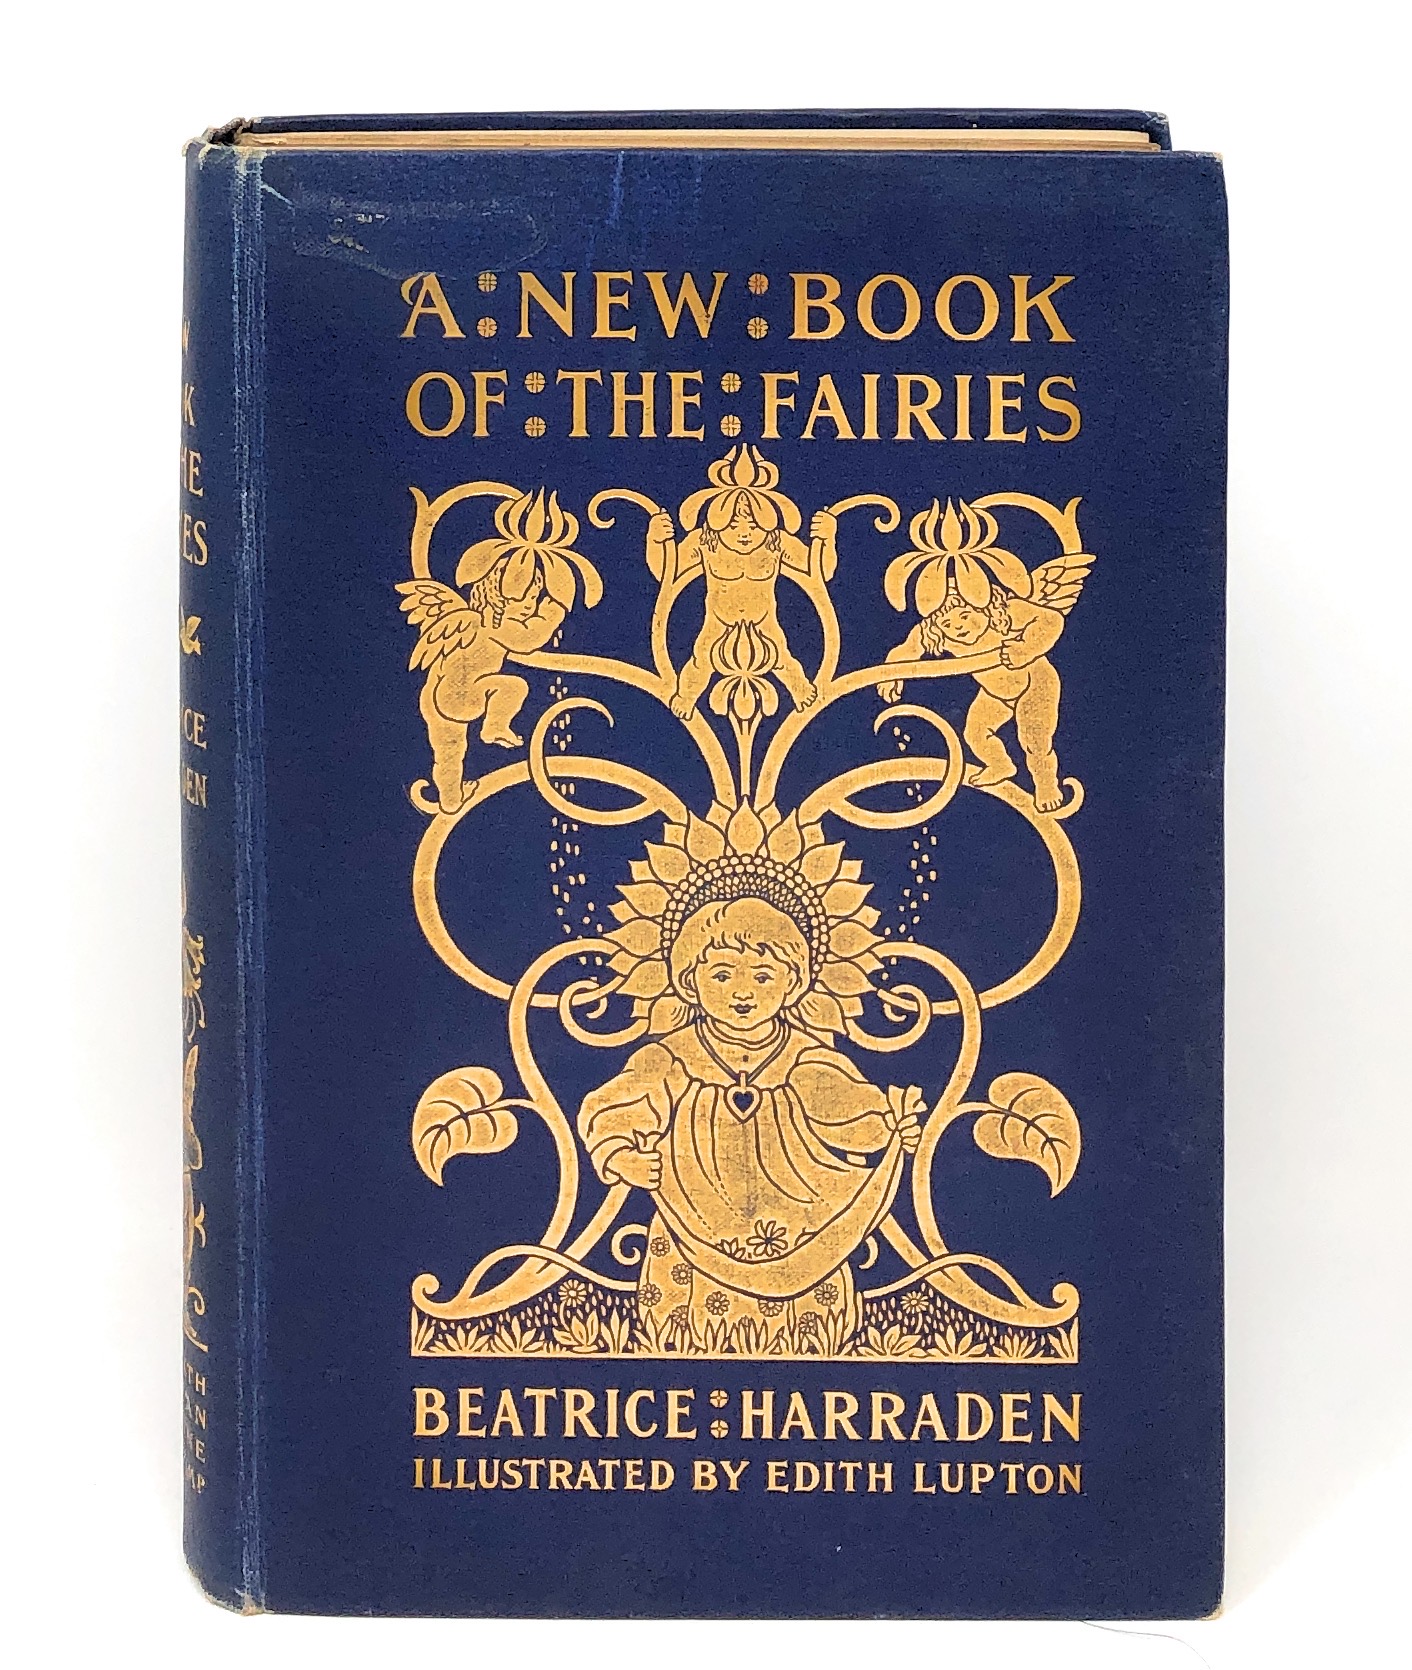 A : NEW : BOOK
OF : THE : FAIRIES
BEATRICE : HARRADEN
ILLUSTRATED BY EDITH LUPTON